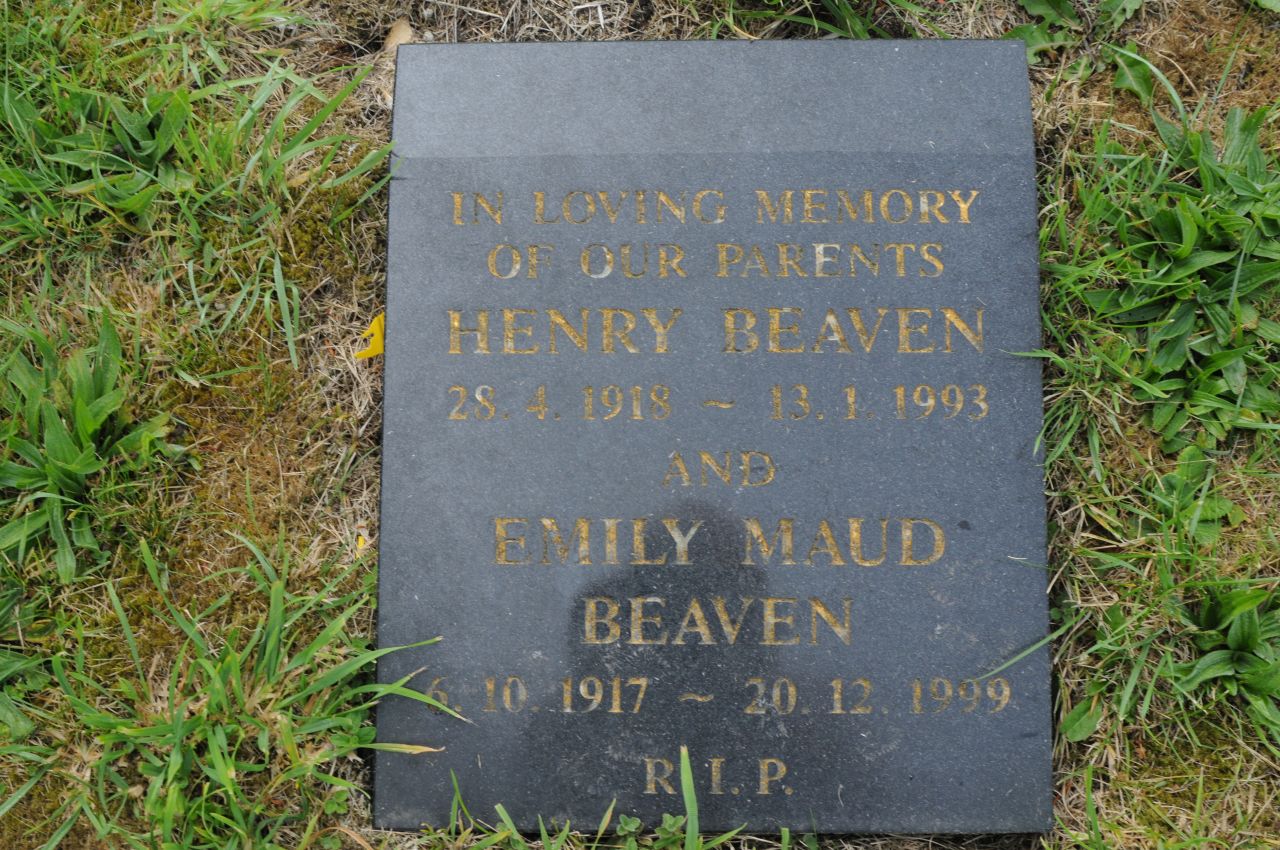 IN LOVING MEMORY
OF OUR PARENTS
HENRY BEAVEN
28. 4. 1918 ~ 13. 1. 1993
AND
EMILY MAUD
BEAVEN
6. 10. 1917 ~ 20. 12. 1999
R.I.P.